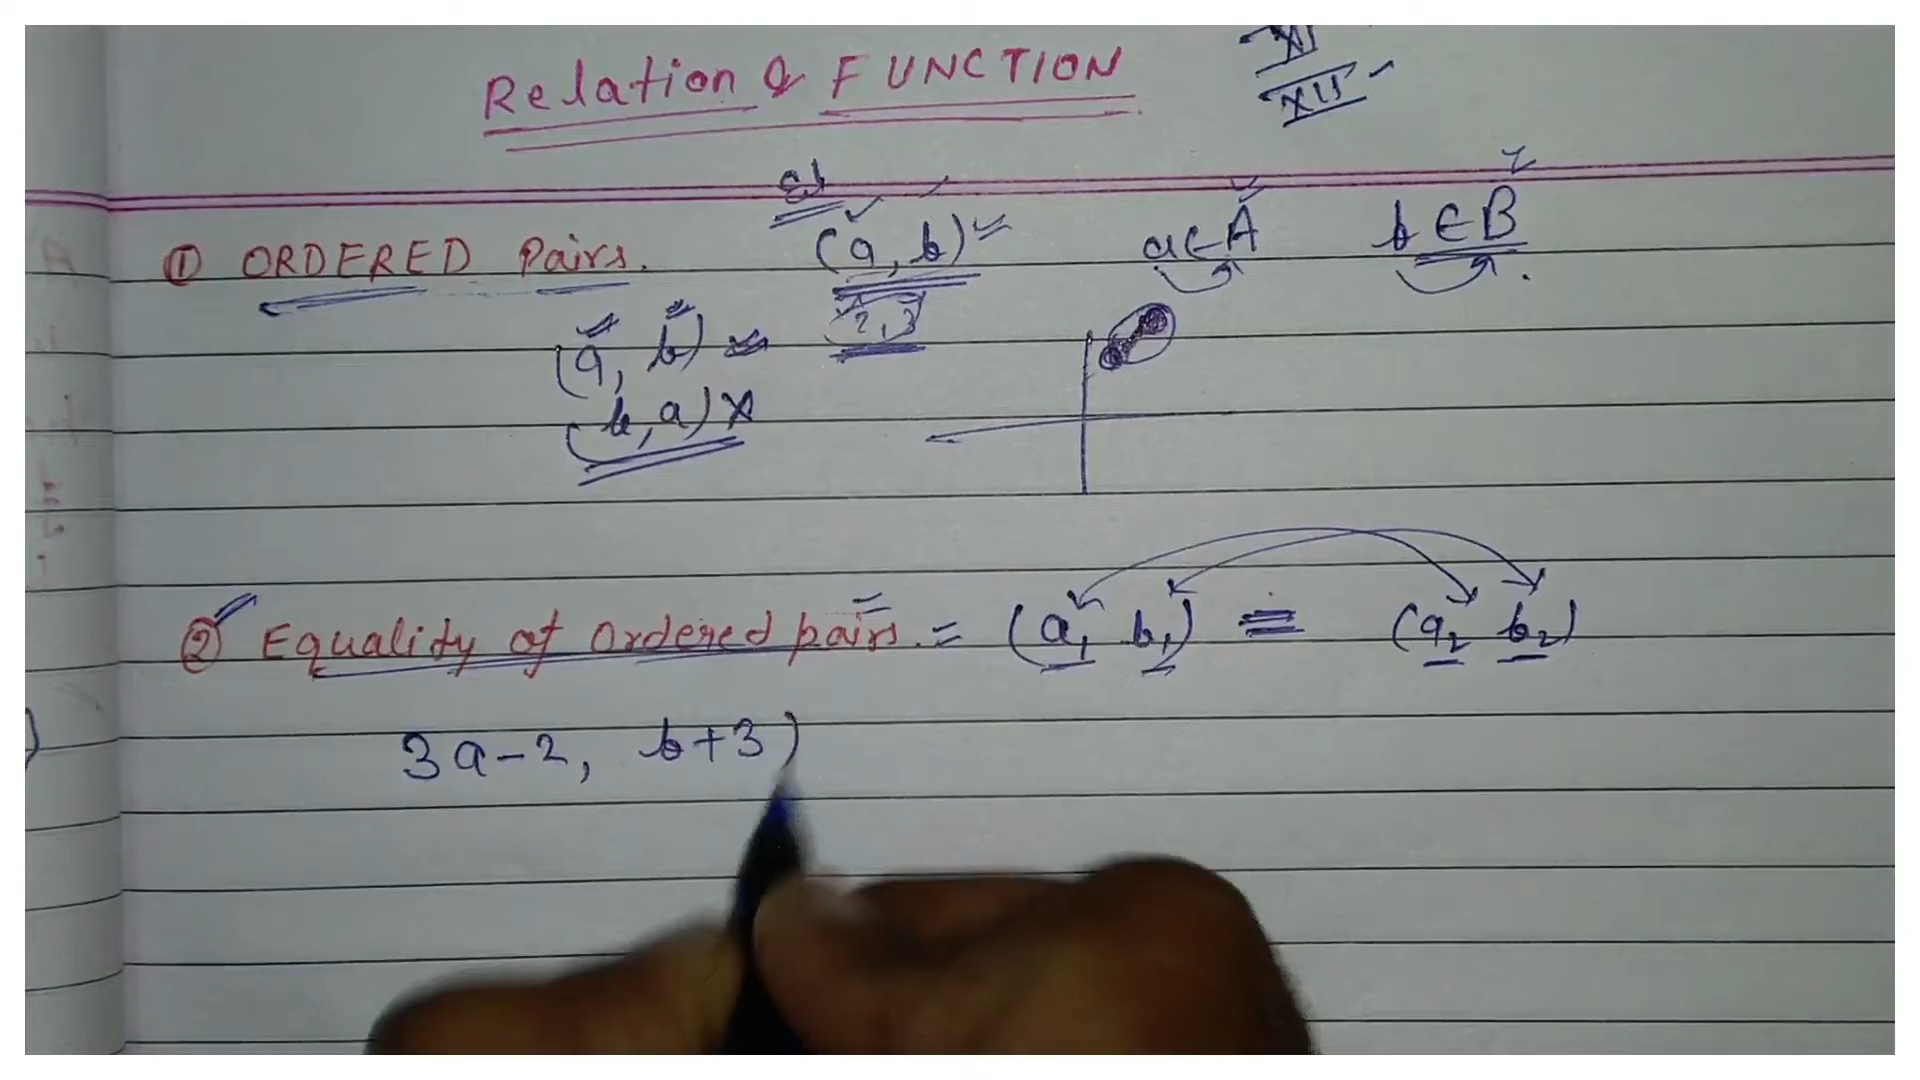 Relation & FUNCTION
XI
XII
① ORDERED Pairs. (a, b) a ∈ A b ∈ B.
2, 3
(a, b)
(b, a) ×
② Equality of Ordered pairs. = (a₁ b₁) = (a₂ b₂)
3a-2, b+3)